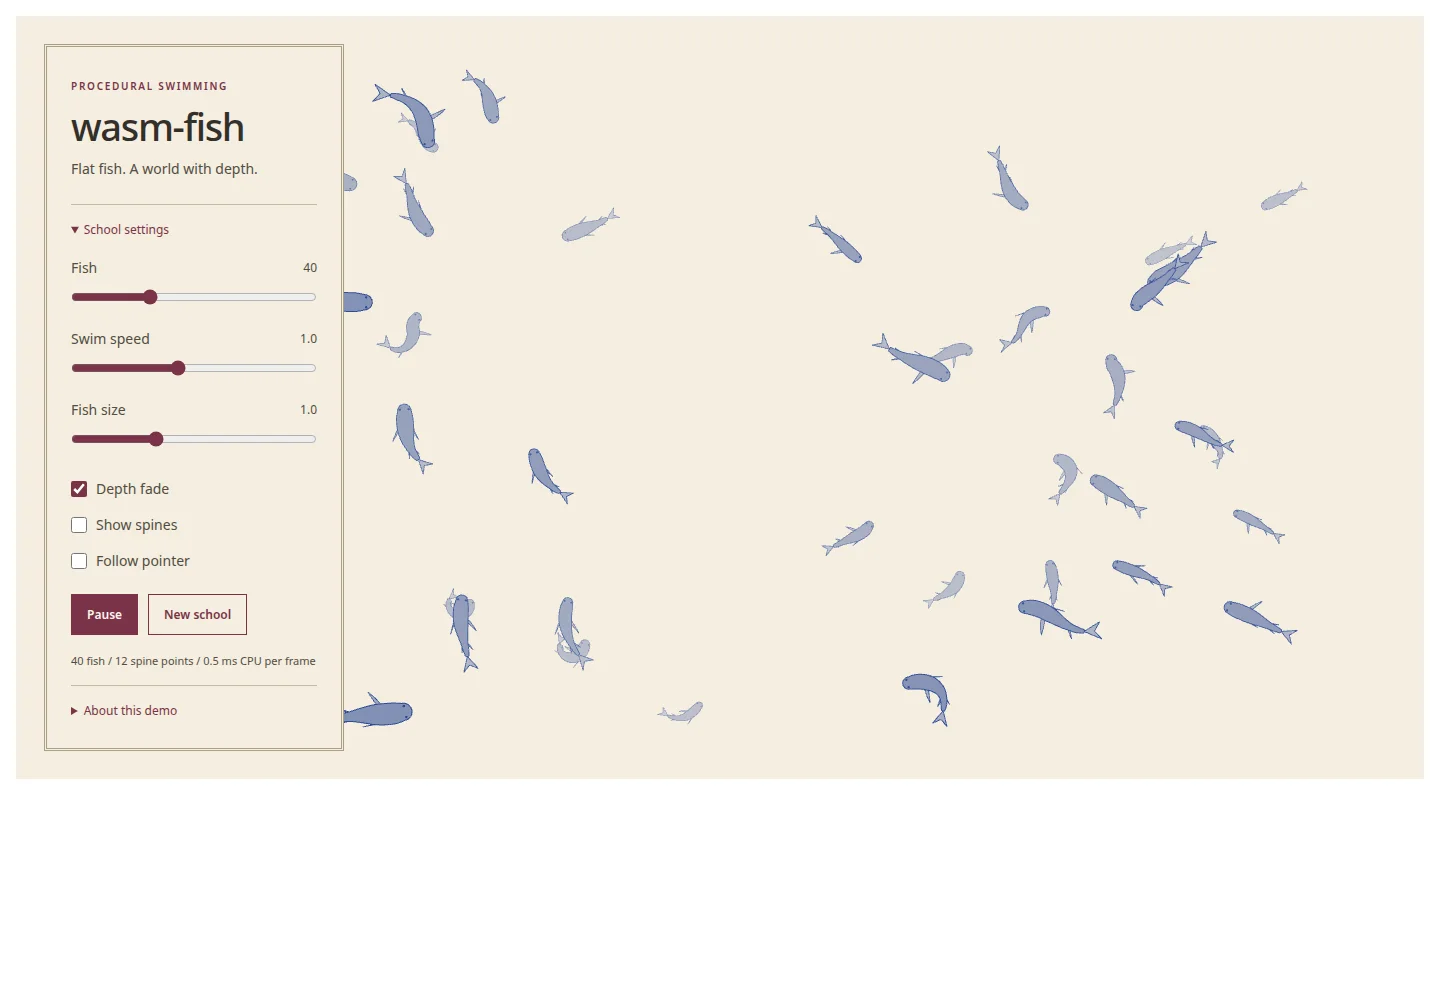 PROCEDURAL SWIMMING
wasm-fish
Flat fish. A world with depth.
▼ School settings
Fish 40
Swim speed 1.0
Fish size 1.0
Depth fade
Show spines
Follow pointer
Pause New school
40 fish / 12 spine points / 0.5 ms CPU per frame
▶ About this demo